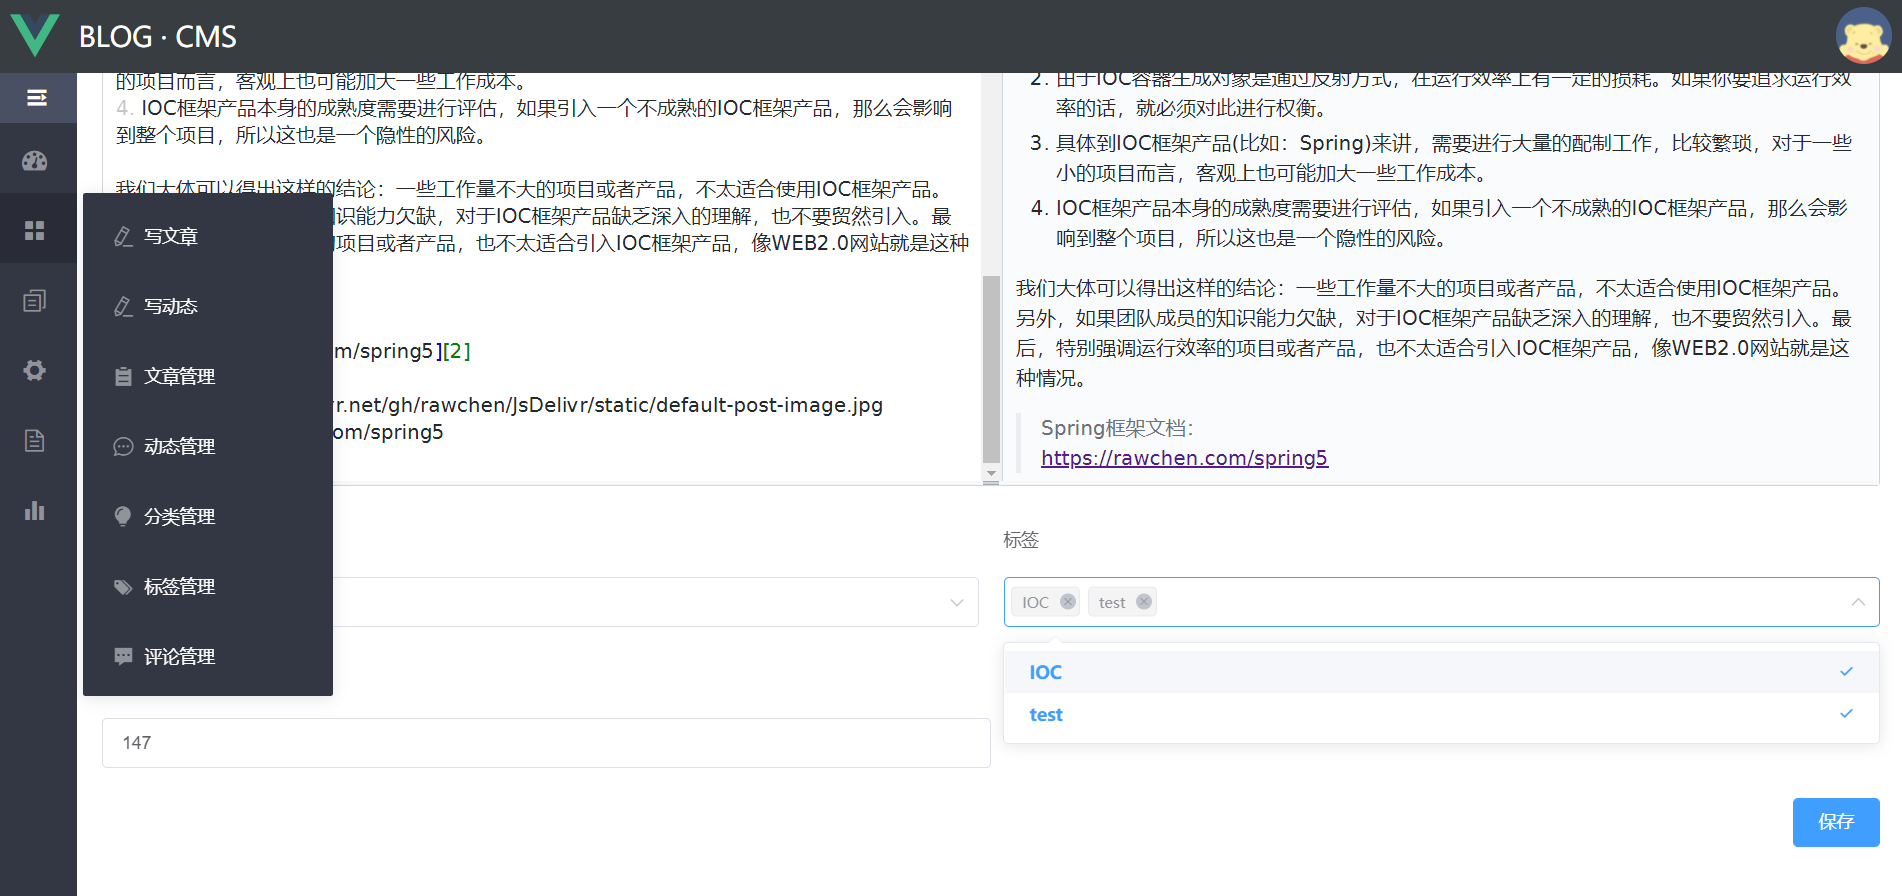 BLOG · CMS
的项目而言，客观上也可能加大一些工作成本。
4. IOC框架产品本身的成熟度需要进行评估，如果引入一个不成熟的IOC框架产品，那么会影响
到整个项目，所以这也是一个隐性的风险。
我们大体可以得出这样的结论：一些工作量不大的项目或者产品，不太适合使用IOC框架产品。
识能力欠缺，对于IOC框架产品缺乏深入的理解，也不要贸然引入。最
项目或者产品，也不太适合引入IOC框架产品，像WEB2.0网站就是这种
m/spring5][2]
r.net/gh/rawchen/JsDelivr/static/default-post-image.jpg
om/spring5
写文章
写动态
文章管理
动态管理
分类管理
标签管理
评论管理
147
2. 由于IOC容器生成对象是通过反射方式，在运行效率上有一定的损耗。如果你要追求运行效
率的话，就必须对此进行权衡。
3. 具体到IOC框架产品(比如：Spring)来讲，需要进行大量的配制工作，比较繁琐，对于一些
小的项目而言，客观上也可能加大一些工作成本。
4. IOC框架产品本身的成熟度需要进行评估，如果引入一个不成熟的IOC框架产品，那么会影
响到整个项目，所以这也是一个隐性的风险。
我们大体可以得出这样的结论：一些工作量不大的项目或者产品，不太适合使用IOC框架产品。
另外，如果团队成员的知识能力欠缺，对于IOC框架产品缺乏深入的理解，也不要贸然引入。最
后，特别强调运行效率的项目或者产品，也不太适合引入IOC框架产品，像WEB2.0网站就是这
种情况。
Spring框架文档：
https://rawchen.com/spring5
标签
IOC test
IOC
test
保存